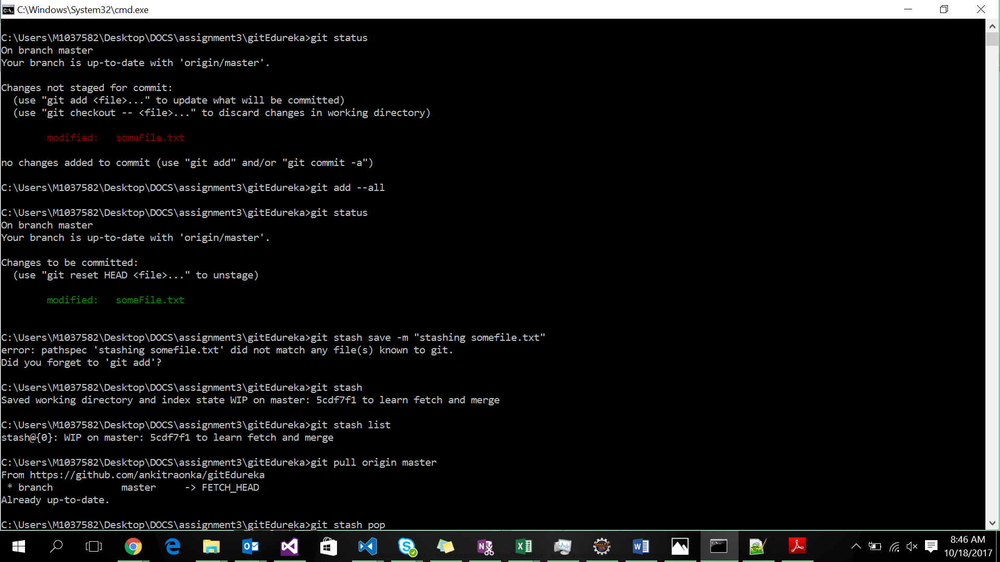 C:\Windows\System32\cmd.exe
C:\Users\M1037582\Desktop\DOCS\assignment3\gitEdureka>git status
On branch master
Your branch is up-to-date with 'origin/master'.
Changes not staged for commit:
  (use "git add <file>..." to update what will be committed)
  (use "git checkout -- <file>..." to discard changes in working directory)
        modified:   someFile.txt
no changes added to commit (use "git add" and/or "git commit -a")
C:\Users\M1037582\Desktop\DOCS\assignment3\gitEdureka>git add --all
C:\Users\M1037582\Desktop\DOCS\assignment3\gitEdureka>git status
On branch master
Your branch is up-to-date with 'origin/master'.
Changes to be committed:
  (use "git reset HEAD <file>..." to unstage)
        modified:   someFile.txt
C:\Users\M1037582\Desktop\DOCS\assignment3\gitEdureka>git stash save -m "stashing somefile.txt"
error: pathspec 'stashing somefile.txt' did not match any file(s) known to git.
Did you forget to 'git add'?
C:\Users\M1037582\Desktop\DOCS\assignment3\gitEdureka>git stash
Saved working directory and index state WIP on master: 5cdf7f1 to learn fetch and merge
C:\Users\M1037582\Desktop\DOCS\assignment3\gitEdureka>git stash list
stash@{0}: WIP on master: 5cdf7f1 to learn fetch and merge
C:\Users\M1037582\Desktop\DOCS\assignment3\gitEdureka>git pull origin master
From https://github.com/ankitraonka/gitEdureka
 * branch            master     -> FETCH_HEAD
Already up-to-date.
C:\Users\M1037582\Desktop\DOCS\assignment3\gitEdureka>git stash pop
8:46 AM
10/18/2017